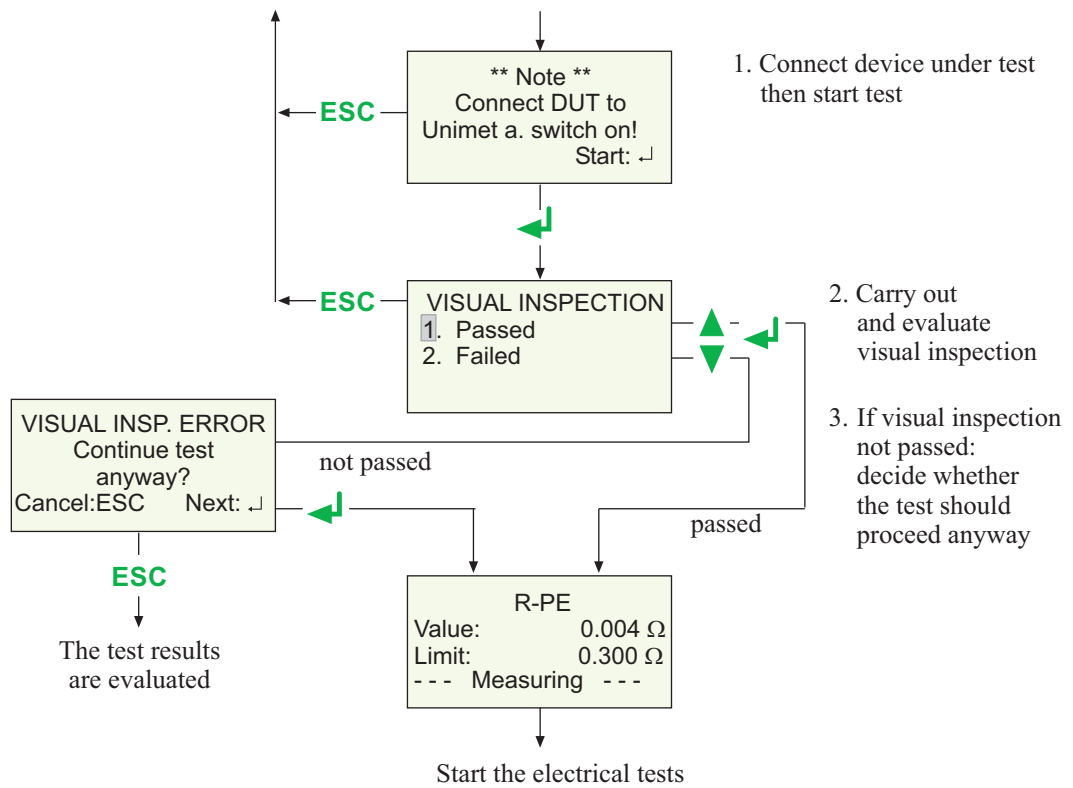 ** Note **
Connect DUT to
Unimet a. switch on!
Start: ↵
1. Connect device under test
then start test
ESC
ESC
VISUAL INSPECTION
1. Passed
2. Failed
2. Carry out
and evaluate
visual inspection
VISUAL INSP. ERROR
Continue test
anyway?
Cancel:ESC Next: ↵
not passed
3. If visual inspection
not passed:
decide whether
the test should
proceed anyway
passed
ESC
The test results
are evaluated
R-PE
Value: 0.004 Ω
Limit: 0.300 Ω
- - - Measuring - - -
Start the electrical tests